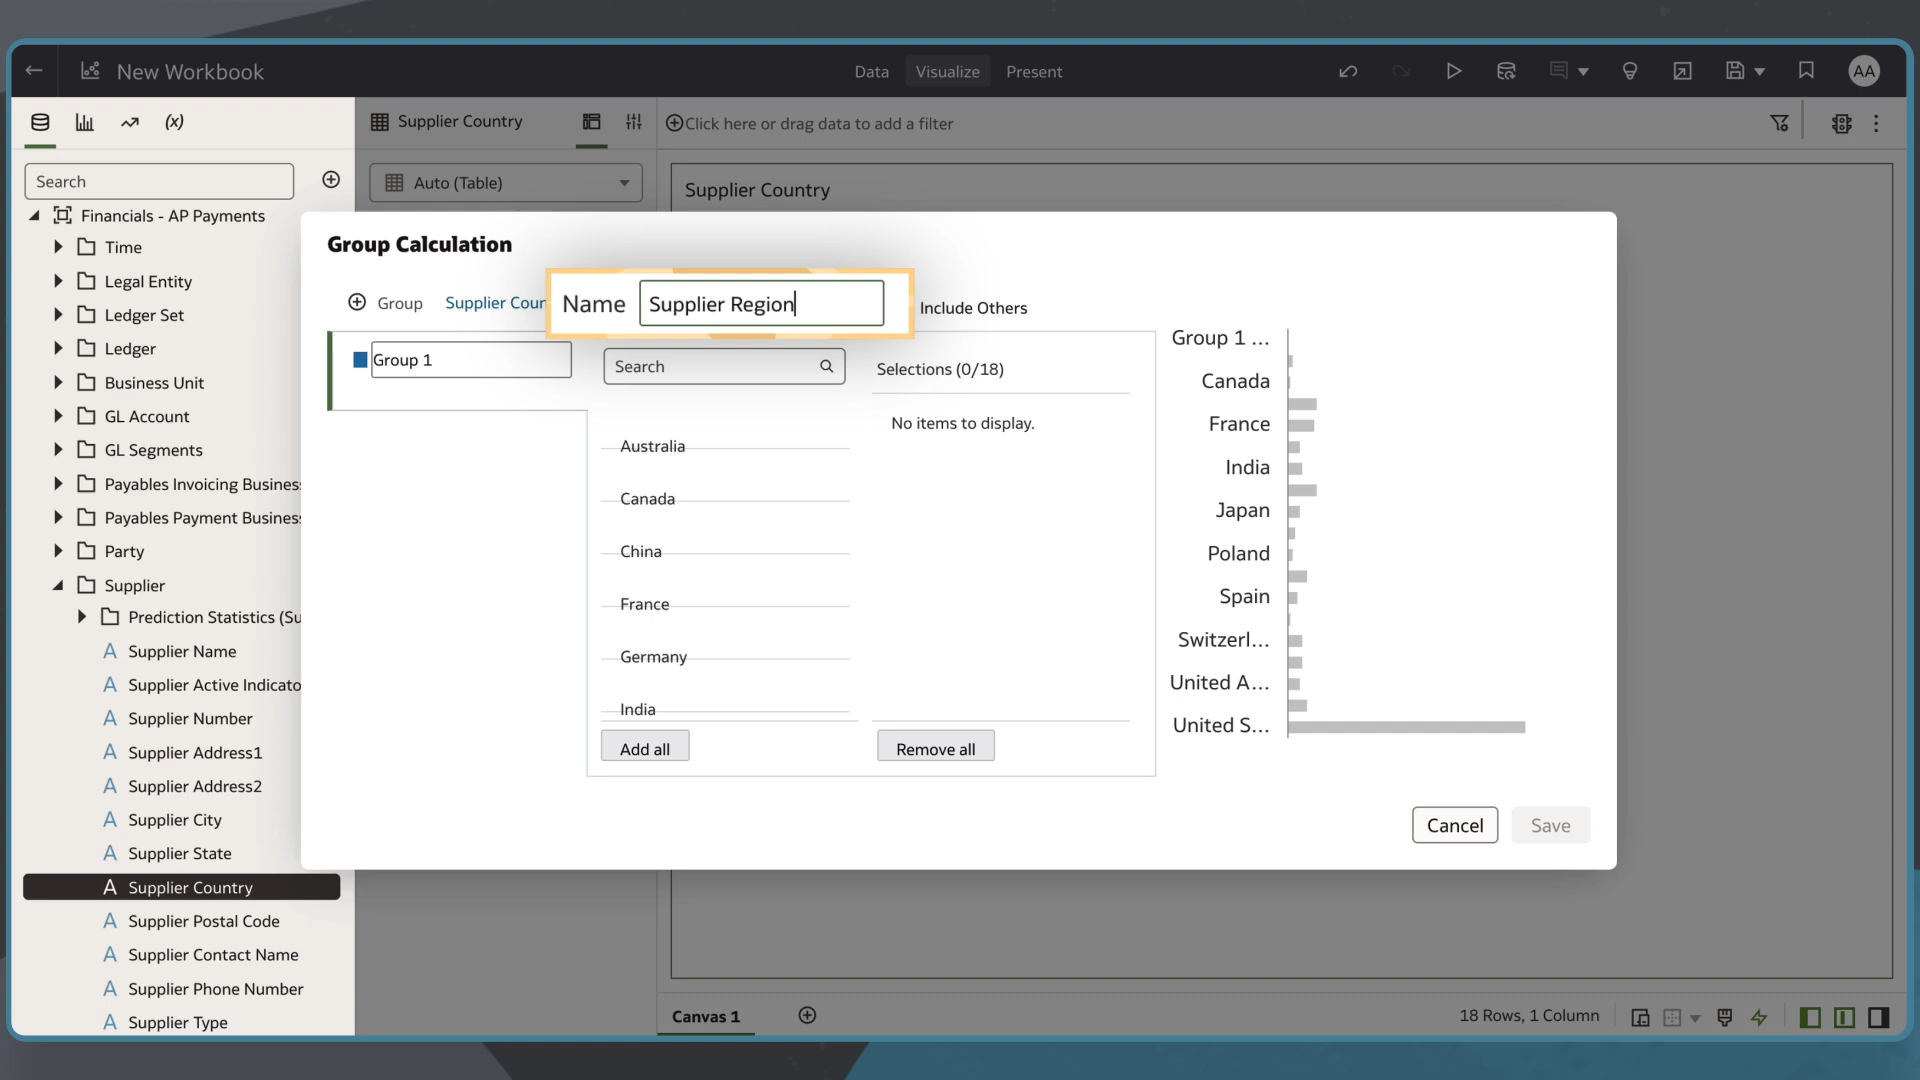 New Workbook
Data
Visualize
Present
AA
(x)
Search
Financials - AP Payments
Time
Legal Entity
Ledger Set
Ledger
Business Unit
GL Account
GL Segments
Payables Invoicing Business
Payables Payment Business
Party
Supplier
Prediction Statistics (Su
Supplier Name
Supplier Active Indicato
Supplier Number
Supplier Address1
Supplier Address2
Supplier City
Supplier State
Supplier Country
Supplier Postal Code
Supplier Contact Name
Supplier Phone Number
Supplier Type
Supplier Country
Auto (Table)
Click here or drag data to add a filter
Supplier Country
Group Calculation
Group
Supplier Coun
Name
Supplier Region
Include Others
Group 1
Search
Australia
Canada
China
France
Germany
India
Add all
Selections (0/18)
No items to display.
Remove all
Group 1 ...
Canada
France
India
Japan
Poland
Spain
Switzerl...
United A...
United S...
Cancel
Save
Canvas 1
18 Rows, 1 Column